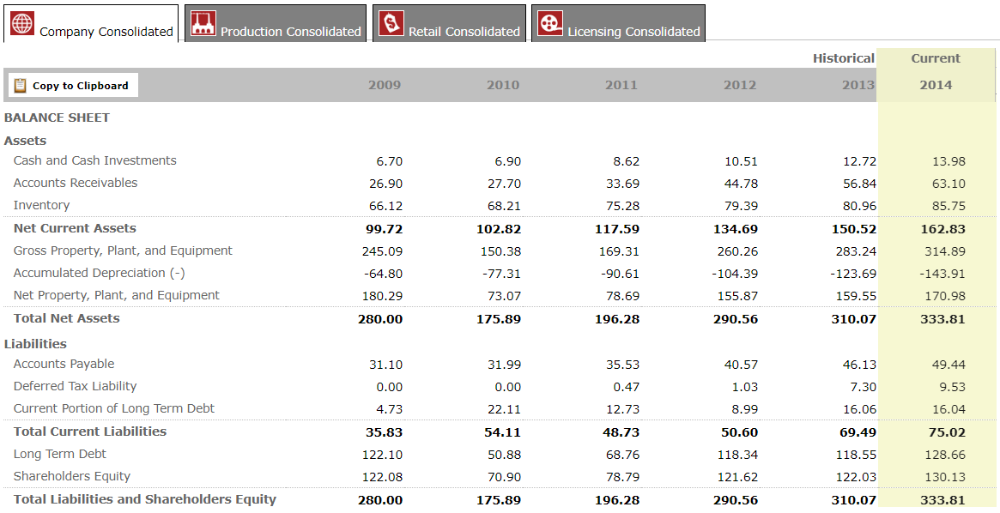 Company Consolidated Production Consolidated Retail Consolidated Licensing Consolidated
Historical Current
Copy to Clipboard 2009 2010 2011 2012 2013 2014
BALANCE SHEET
Assets
Cash and Cash Investments 6.70 6.90 8.62 10.51 12.72 13.98
Accounts Receivables 26.90 27.70 33.69 44.78 56.84 63.10
Inventory 66.12 68.21 75.28 79.39 80.96 85.75
Net Current Assets 99.72 102.82 117.59 134.69 150.52 162.83
Gross Property, Plant, and Equipment 245.09 150.38 169.31 260.26 283.24 314.89
Accumulated Depreciation (-) -64.80 -77.31 -90.61 -104.39 -123.69 -143.91
Net Property, Plant, and Equipment 180.29 73.07 78.69 155.87 159.55 170.98
Total Net Assets 280.00 175.89 196.28 290.56 310.07 333.81
Liabilities
Accounts Payable 31.10 31.99 35.53 40.57 46.13 49.44
Deferred Tax Liability 0.00 0.00 0.47 1.03 7.30 9.53
Current Portion of Long Term Debt 4.73 22.11 12.73 8.99 16.06 16.04
Total Current Liabilities 35.83 54.11 48.73 50.60 69.49 75.02
Long Term Debt 122.10 50.88 68.76 118.34 118.55 128.66
Shareholders Equity 122.08 70.90 78.79 121.62 122.03 130.13
Total Liabilities and Shareholders Equity 280.00 175.89 196.28 290.56 310.07 333.81